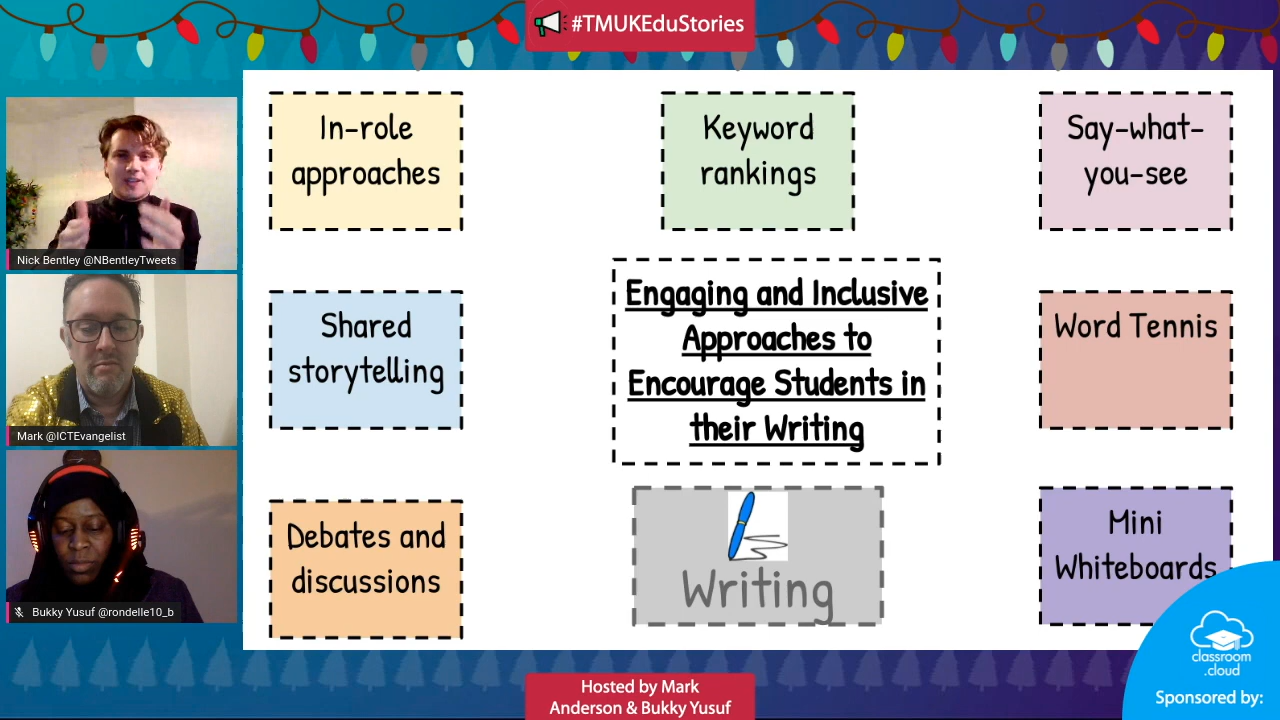 #TMUKEduStories
In-role
approaches
Keyword
rankings
Say-what-
you-see
Nick Bentley @NBentleyTweets
Shared
storytelling
Engaging and Inclusive
Approaches to
Encourage Students in
their Writing
Word Tennis
Mark @ICTEvangelist
Debates and
discussions
Writing
Mini
Whiteboards
Bukky Yusuf @rondelle10_b
classroom
.cloud
Sponsored by:
Hosted by Mark
Anderson & Bukky Yusuf